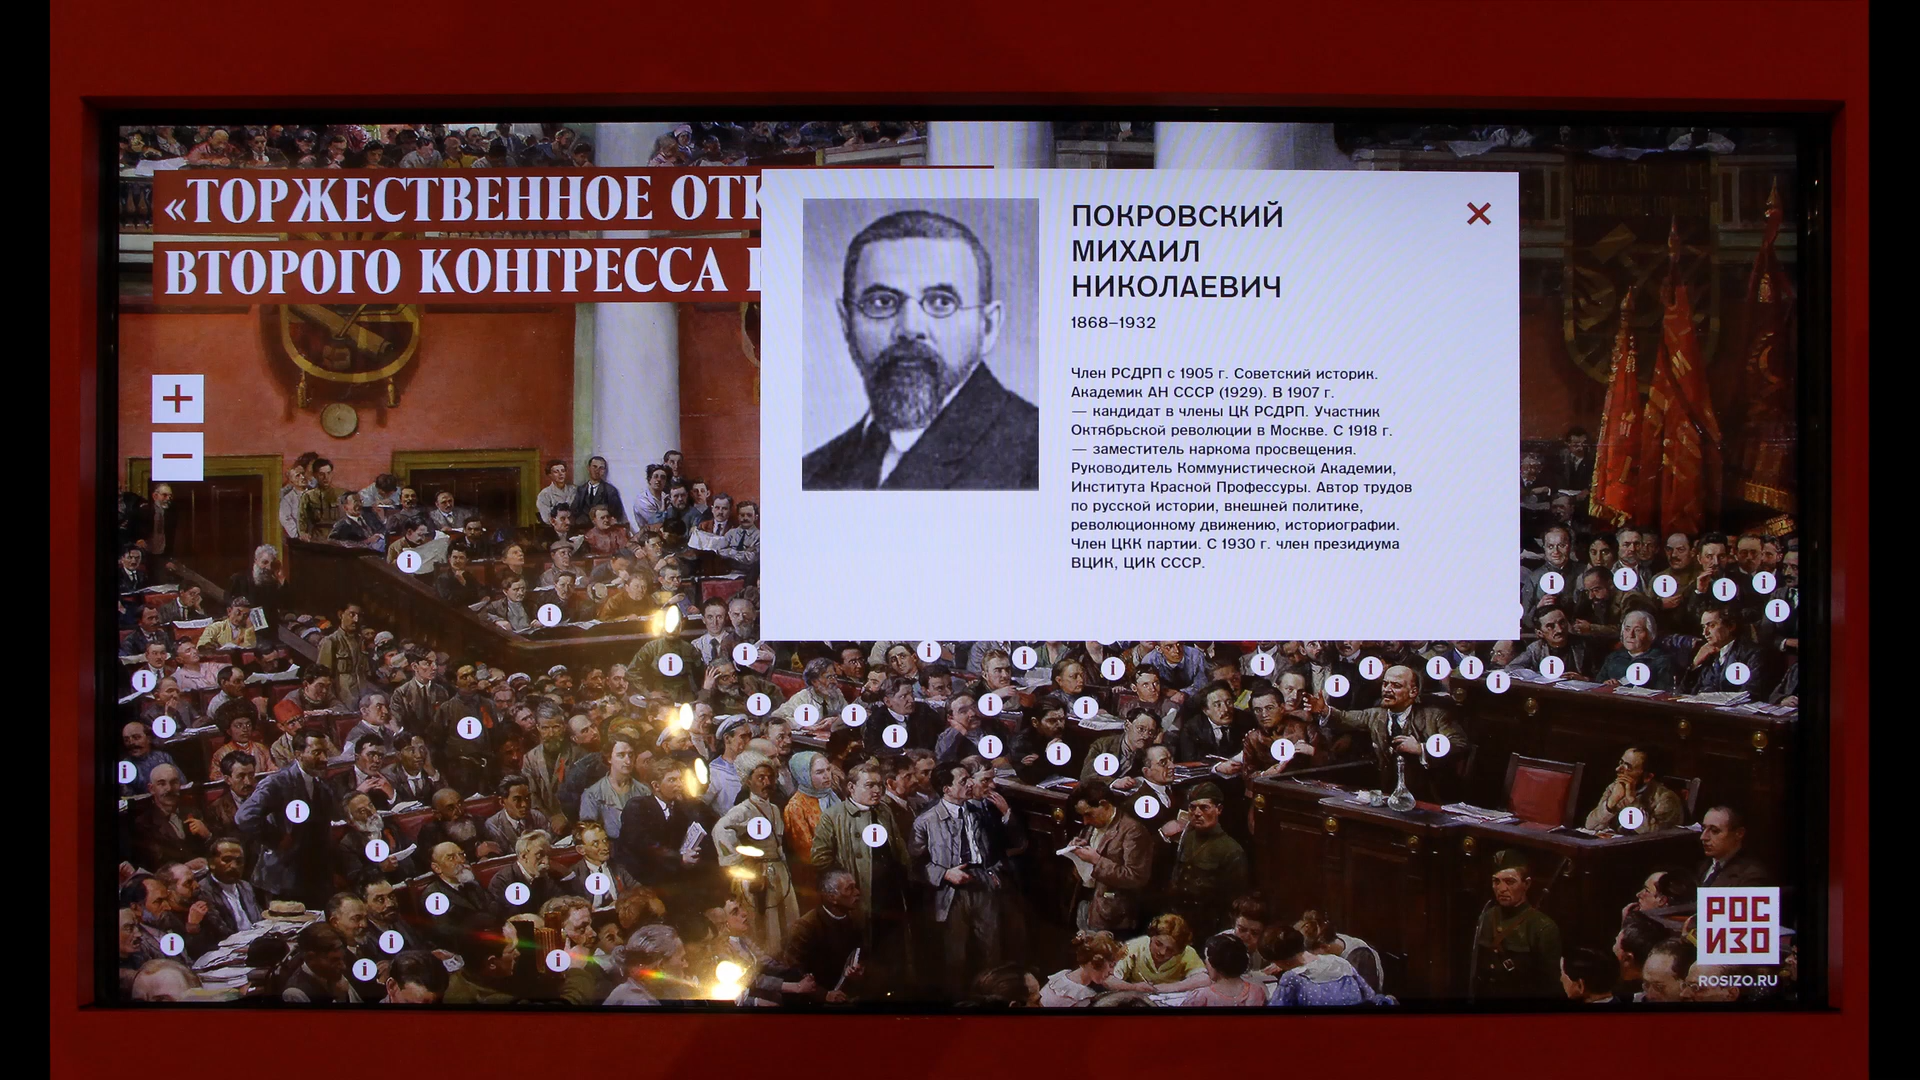 «ТОРЖЕСТВЕННОЕ ОТК
ВТОРОГО КОНГРЕССА
ПОКРОВСКИЙ
МИХАИЛ
НИКОЛАЕВИЧ
1868–1932
Член РСДРП с 1905 г. Советский историк.
Академик АН СССР (1929). В 1907 г.
— кандидат в члены ЦК РСДРП. Участник
Октябрьской революции в Москве. С 1918 г.
— заместитель наркома просвещения.
Руководитель Коммунистической Академии,
Института Красной Профессуры. Автор трудов
по русской истории, внешней политике,
революционному движению, историографии.
Член ЦКК партии. С 1930 г. член президиума
ВЦИК, ЦИК СССР.
РОС
ИЗО
ROSIZO.RU